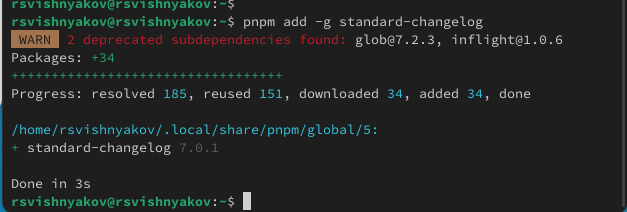 rsvishnyakov@rsvishnyakov:~$
rsvishnyakov@rsvishnyakov:~$ pnpm add -g standard-changelog
WARN 2 deprecated subdependencies found: glob@7.2.3, inflight@1.0.6
Packages: +34
++++++++++++++++++++++++++++++++++
Progress: resolved 185, reused 151, downloaded 34, added 34, done
/home/rsvishnyakov/.local/share/pnpm/global/5:
+ standard-changelog 7.0.1
Done in 3s
rsvishnyakov@rsvishnyakov:~$